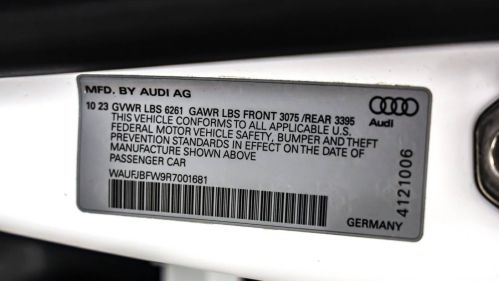 MFD. BY AUDI AG
10 23 GVWR LBS 6261 GAWR LBS FRONT 3075 /REAR 3395
THIS VEHICLE CONFORMS TO ALL APPLICABLE U.S.
FEDERAL MOTOR VEHICLE SAFETY, BUMPER AND THEFT
PREVENTION STANDARDS IN EFFECT ON THE DATE OF
MANUFACTURE SHOWN ABOVE
PASSENGER CAR
WAUFJBFW9R7001681
Audi
4121006
GERMANY